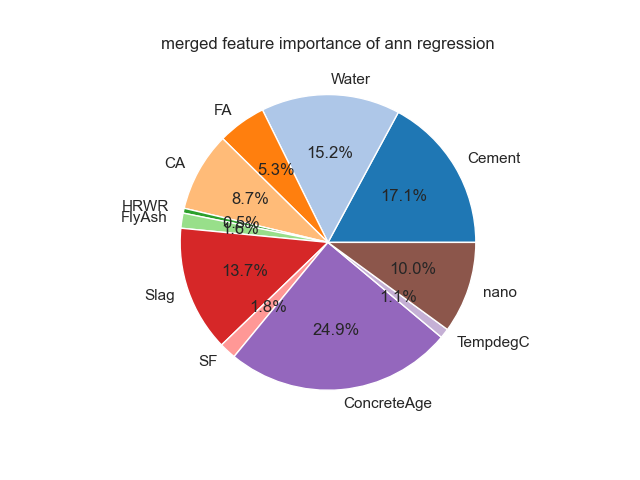 merged feature importance of ann regression
Water
FA
Cement
15.2%
CA
5.3%
17.1%
8.7%
HRWR
FlyAsh
0.5%
1.6%
13.7%
10.0%
Slag
1.8%
1.1%
nano
24.9%
SF
TempdegC
ConcreteAge